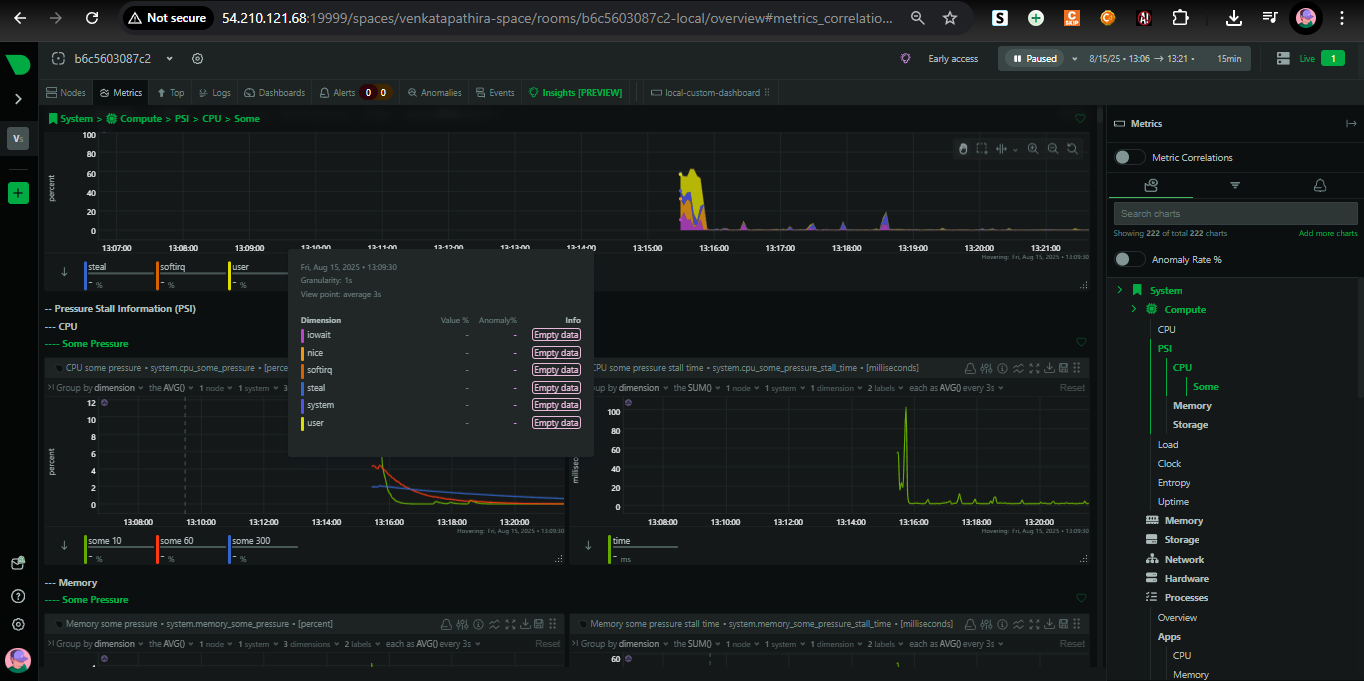 Not secure 54.210.121.68:19999/spaces/venkatapathira-space/rooms/b6c5603087c2-local/overview#metrics_correlatio...
b6c5603087c2
Early access
Paused 8/15/25 • 13:06 → 13:21 • 15min
Live 1
Nodes Metrics Top Logs Dashboards Alerts 0 0 Anomalies Events Insights [PREVIEW] local-custom-dashboard
Vs
System > Compute > PSI > CPU > Some
percent
100
80
60
40
20
0
13:07:00 13:08:00 13:09:00 13:10:00 13:11:00 13:12:00 13:13:00 13:14:00 13:15:00 13:16:00 13:17:00 13:18:00 13:19:00 13:20:00 13:21:00
Hovering: Fri, Aug 15, 2025 • 13:09:30
steal softirq user
- % - % - %
Fri, Aug 15, 2025 • 13:09:30
Granularity: 1s
View point: average 3s
Dimension Value % Anomaly% Info
iowait - - Empty data
nice - - Empty data
softirq - - Empty data
steal - - Empty data
system - - Empty data
user - - Empty data
-- Pressure Stall Information (PSI)
--- CPU
---- Some Pressure
CPU some pressure • system.cpu_some_pressure • [perce
Group by dimension the AVG() 1 node 1 system 3
percent
12
10
8
6
4
2
0
13:08:00 13:10:00 13:12:00 13:14:00 13:16:00 13:18:00 13:20:00
Hovering: Fri, Aug 15, 2025 • 13:09:30
some 10 some 60 some 300
- % - % - %
CPU some pressure stall time • system.cpu_some_pressure_stall_time • [milliseconds]
oup by dimension the SUM() 1 node 1 system 1 dimension 2 labels each as AVG() every 3s Reset
milliseconds
100
80
60
40
20
0
13:08:00 13:10:00 13:12:00 13:14:00 13:16:00 13:18:00 13:20:00
Hovering: Fri, Aug 15, 2025 • 13:09:30
time
- ms
--- Memory
---- Some Pressure
Memory some pressure • system.memory_some_pressure • [percent]
Group by dimension the AVG() 1 node 1 system 3 dimensions 2 labels each as AVG() every 3s Reset
4
Memory some pressure stall time • system.memory_some_pressure_stall_time • [milliseconds]
Group by dimension the SUM() 1 node 1 system 1 dimension 2 labels each as AVG() every 3s Reset
60
Metrics
Metric Correlations
Search charts
Showing 222 of total 222 charts Add more charts
Anomaly Rate %
System
Compute
CPU
PSI
CPU
Some
Memory
Storage
Load
Clock
Entropy
Uptime
Memory
Storage
Network
Hardware
Processes
Overview
Apps
CPU
Memory